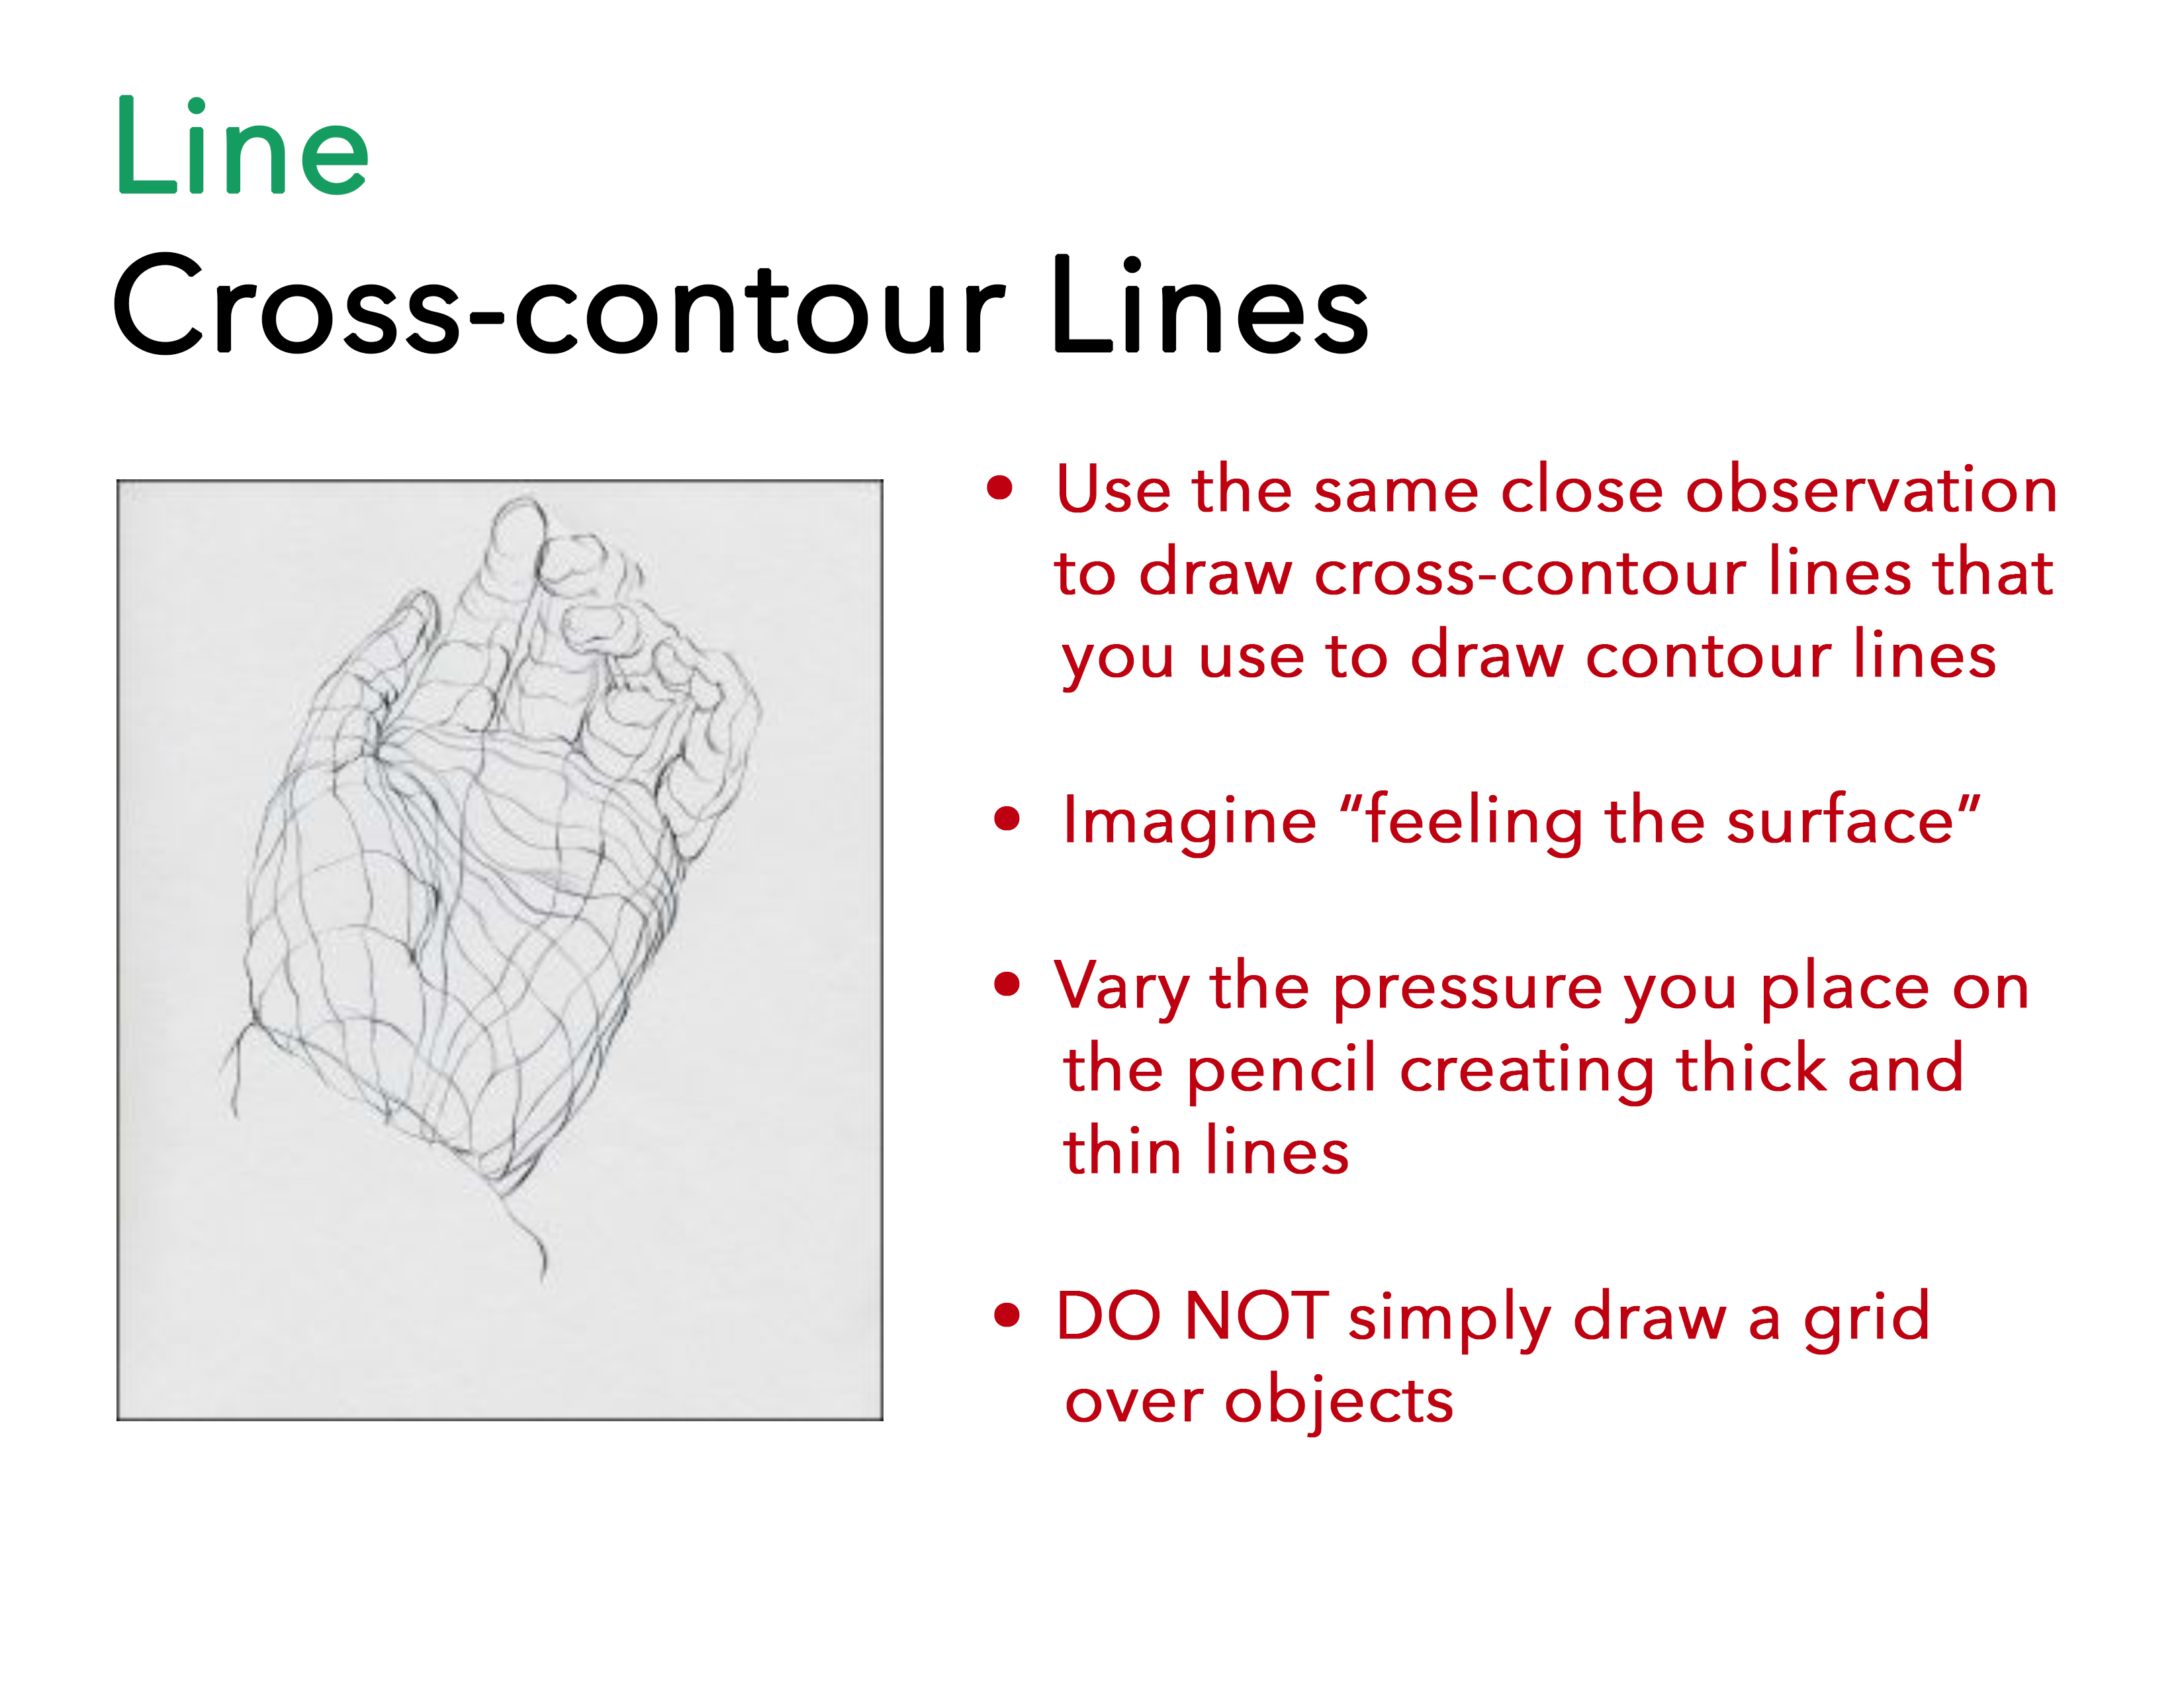 Line
Cross-contour Lines
• Use the same close observation
to draw cross-contour lines that
you use to draw contour lines
• Imagine “feeling the surface”
• Vary the pressure you place on
the pencil creating thick and
thin lines
• DO NOT simply draw a grid
over objects